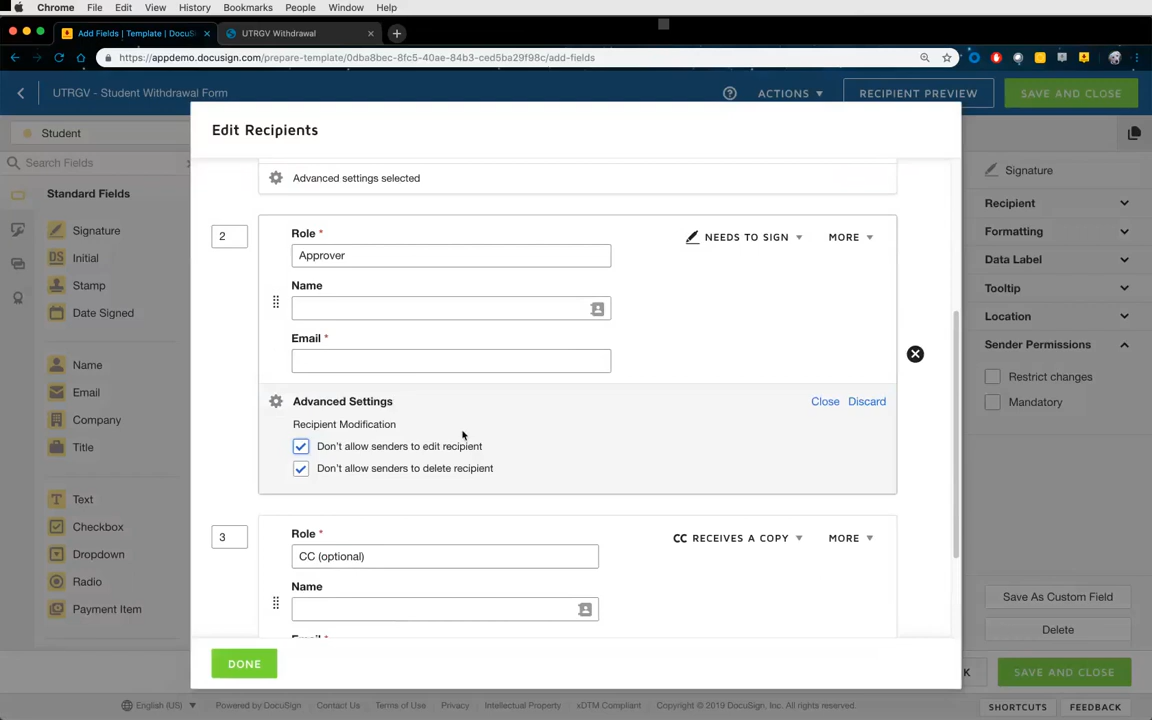 Chrome File Edit View History Bookmarks People Window Help
Add Fields | Template | DocuS
UTRGV Withdrawal
https://appdemo.docusign.com/prepare-template/0dba8bec-8fc5-40ae-84b3-ced5ba29f98c/add-fields
UTRGV - Student Withdrawal Form
ACTIONS
RECIPIENT PREVIEW
SAVE AND CLOSE
Student
Search Fields
Standard Fields
Signature
Initial
Stamp
Date Signed
Name
Email
Company
Title
Text
Checkbox
Dropdown
Radio
Payment Item
Edit Recipients
Advanced settings selected
2
Role *
Approver
NEEDS TO SIGN
MORE
Name
Email *
Advanced Settings
Close
Discard
Recipient Modification
Don't allow senders to edit recipient
Don't allow senders to delete recipient
3
Role *
CC (optional)
CC RECEIVES A COPY
MORE
Name
Email *
DONE
Signature
Recipient
Formatting
Data Label
Tooltip
Location
Sender Permissions
Restrict changes
Mandatory
Save As Custom Field
Delete
K
SAVE AND CLOSE
English (US)
Powered by DocuSign
Contact Us
Terms of Use
Privacy
Intellectual Property
xDTM Compliant
Copyright © 2019 DocuSign, Inc. All rights reserved.
SHORTCUTS
FEEDBACK